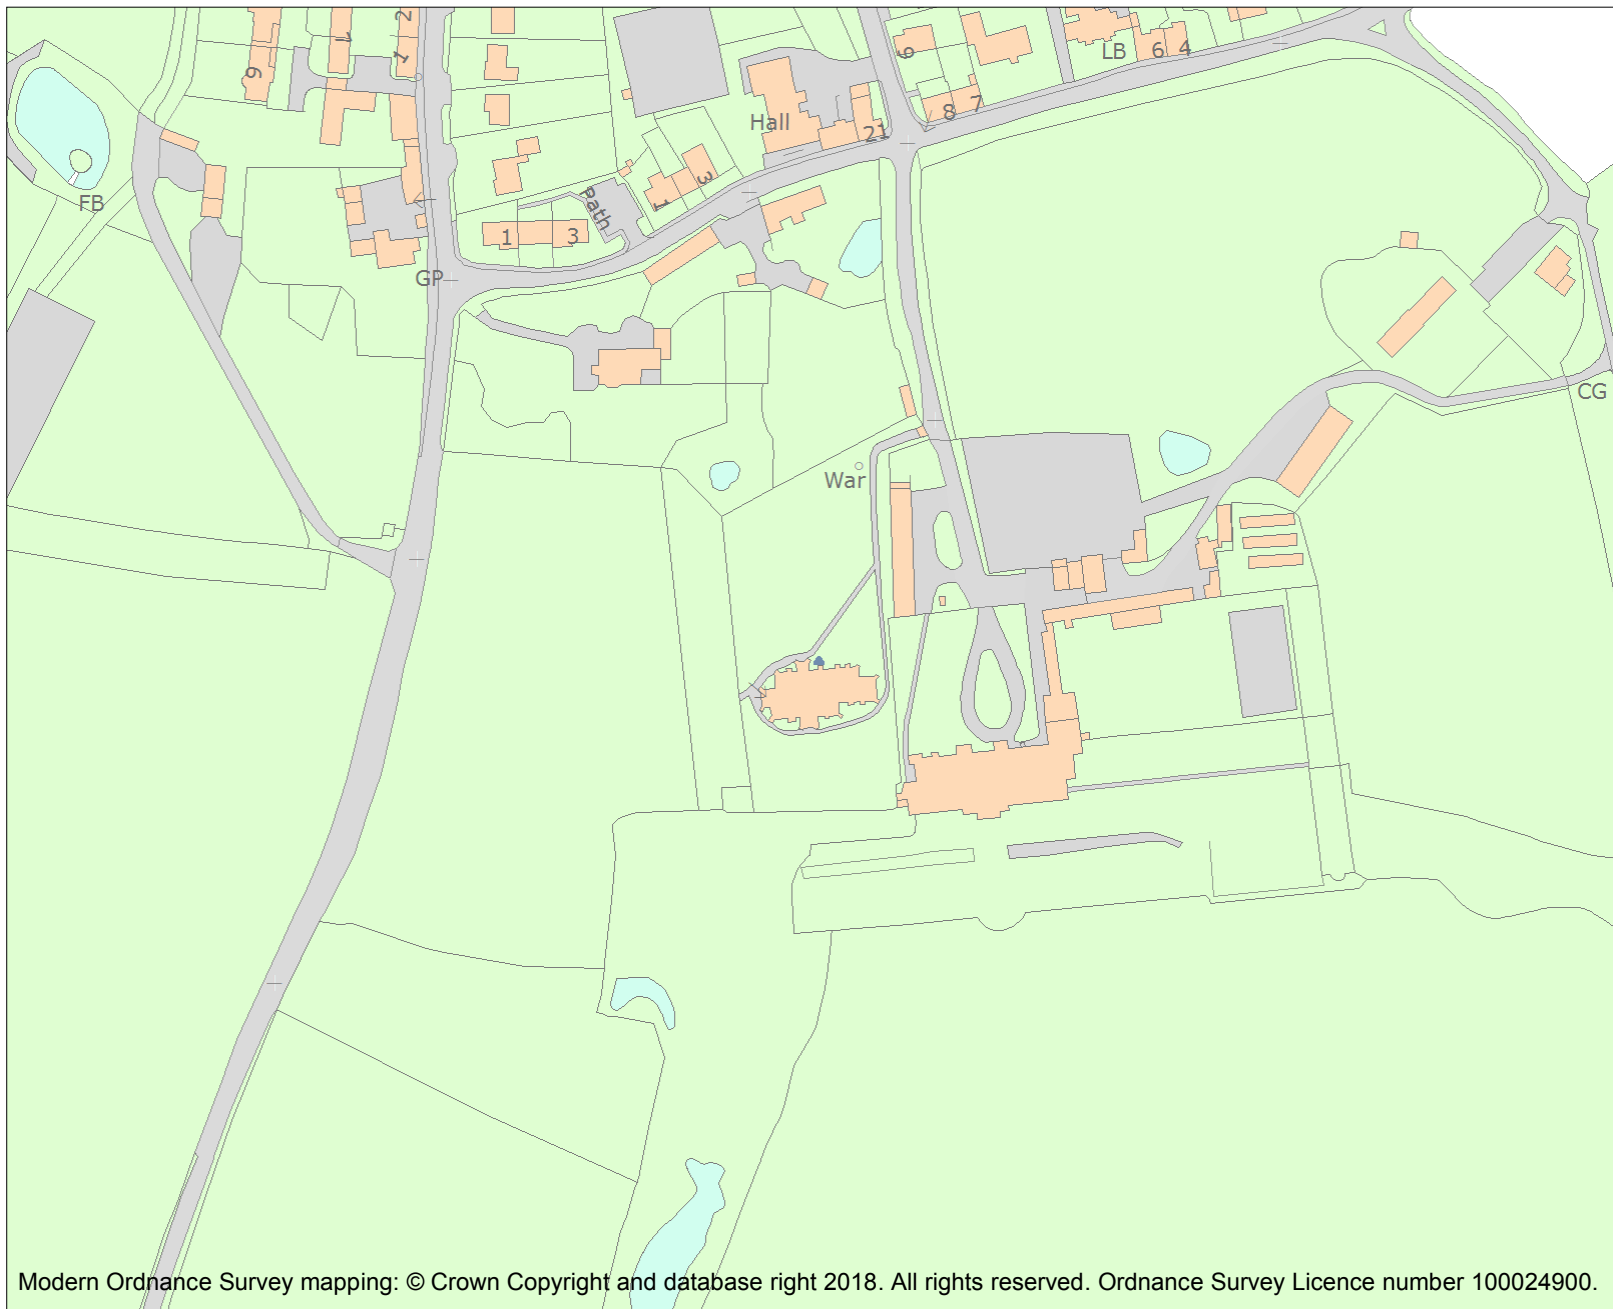 2
7
1
9
9
LB
6
4
8
7
Hall
21
3
1
Path
FB
1
3
GP
CG
War
Modern Ordnance Survey mapping: © Crown Copyright and database right 2018. All rights reserved. Ordnance Survey Licence number 100024900.